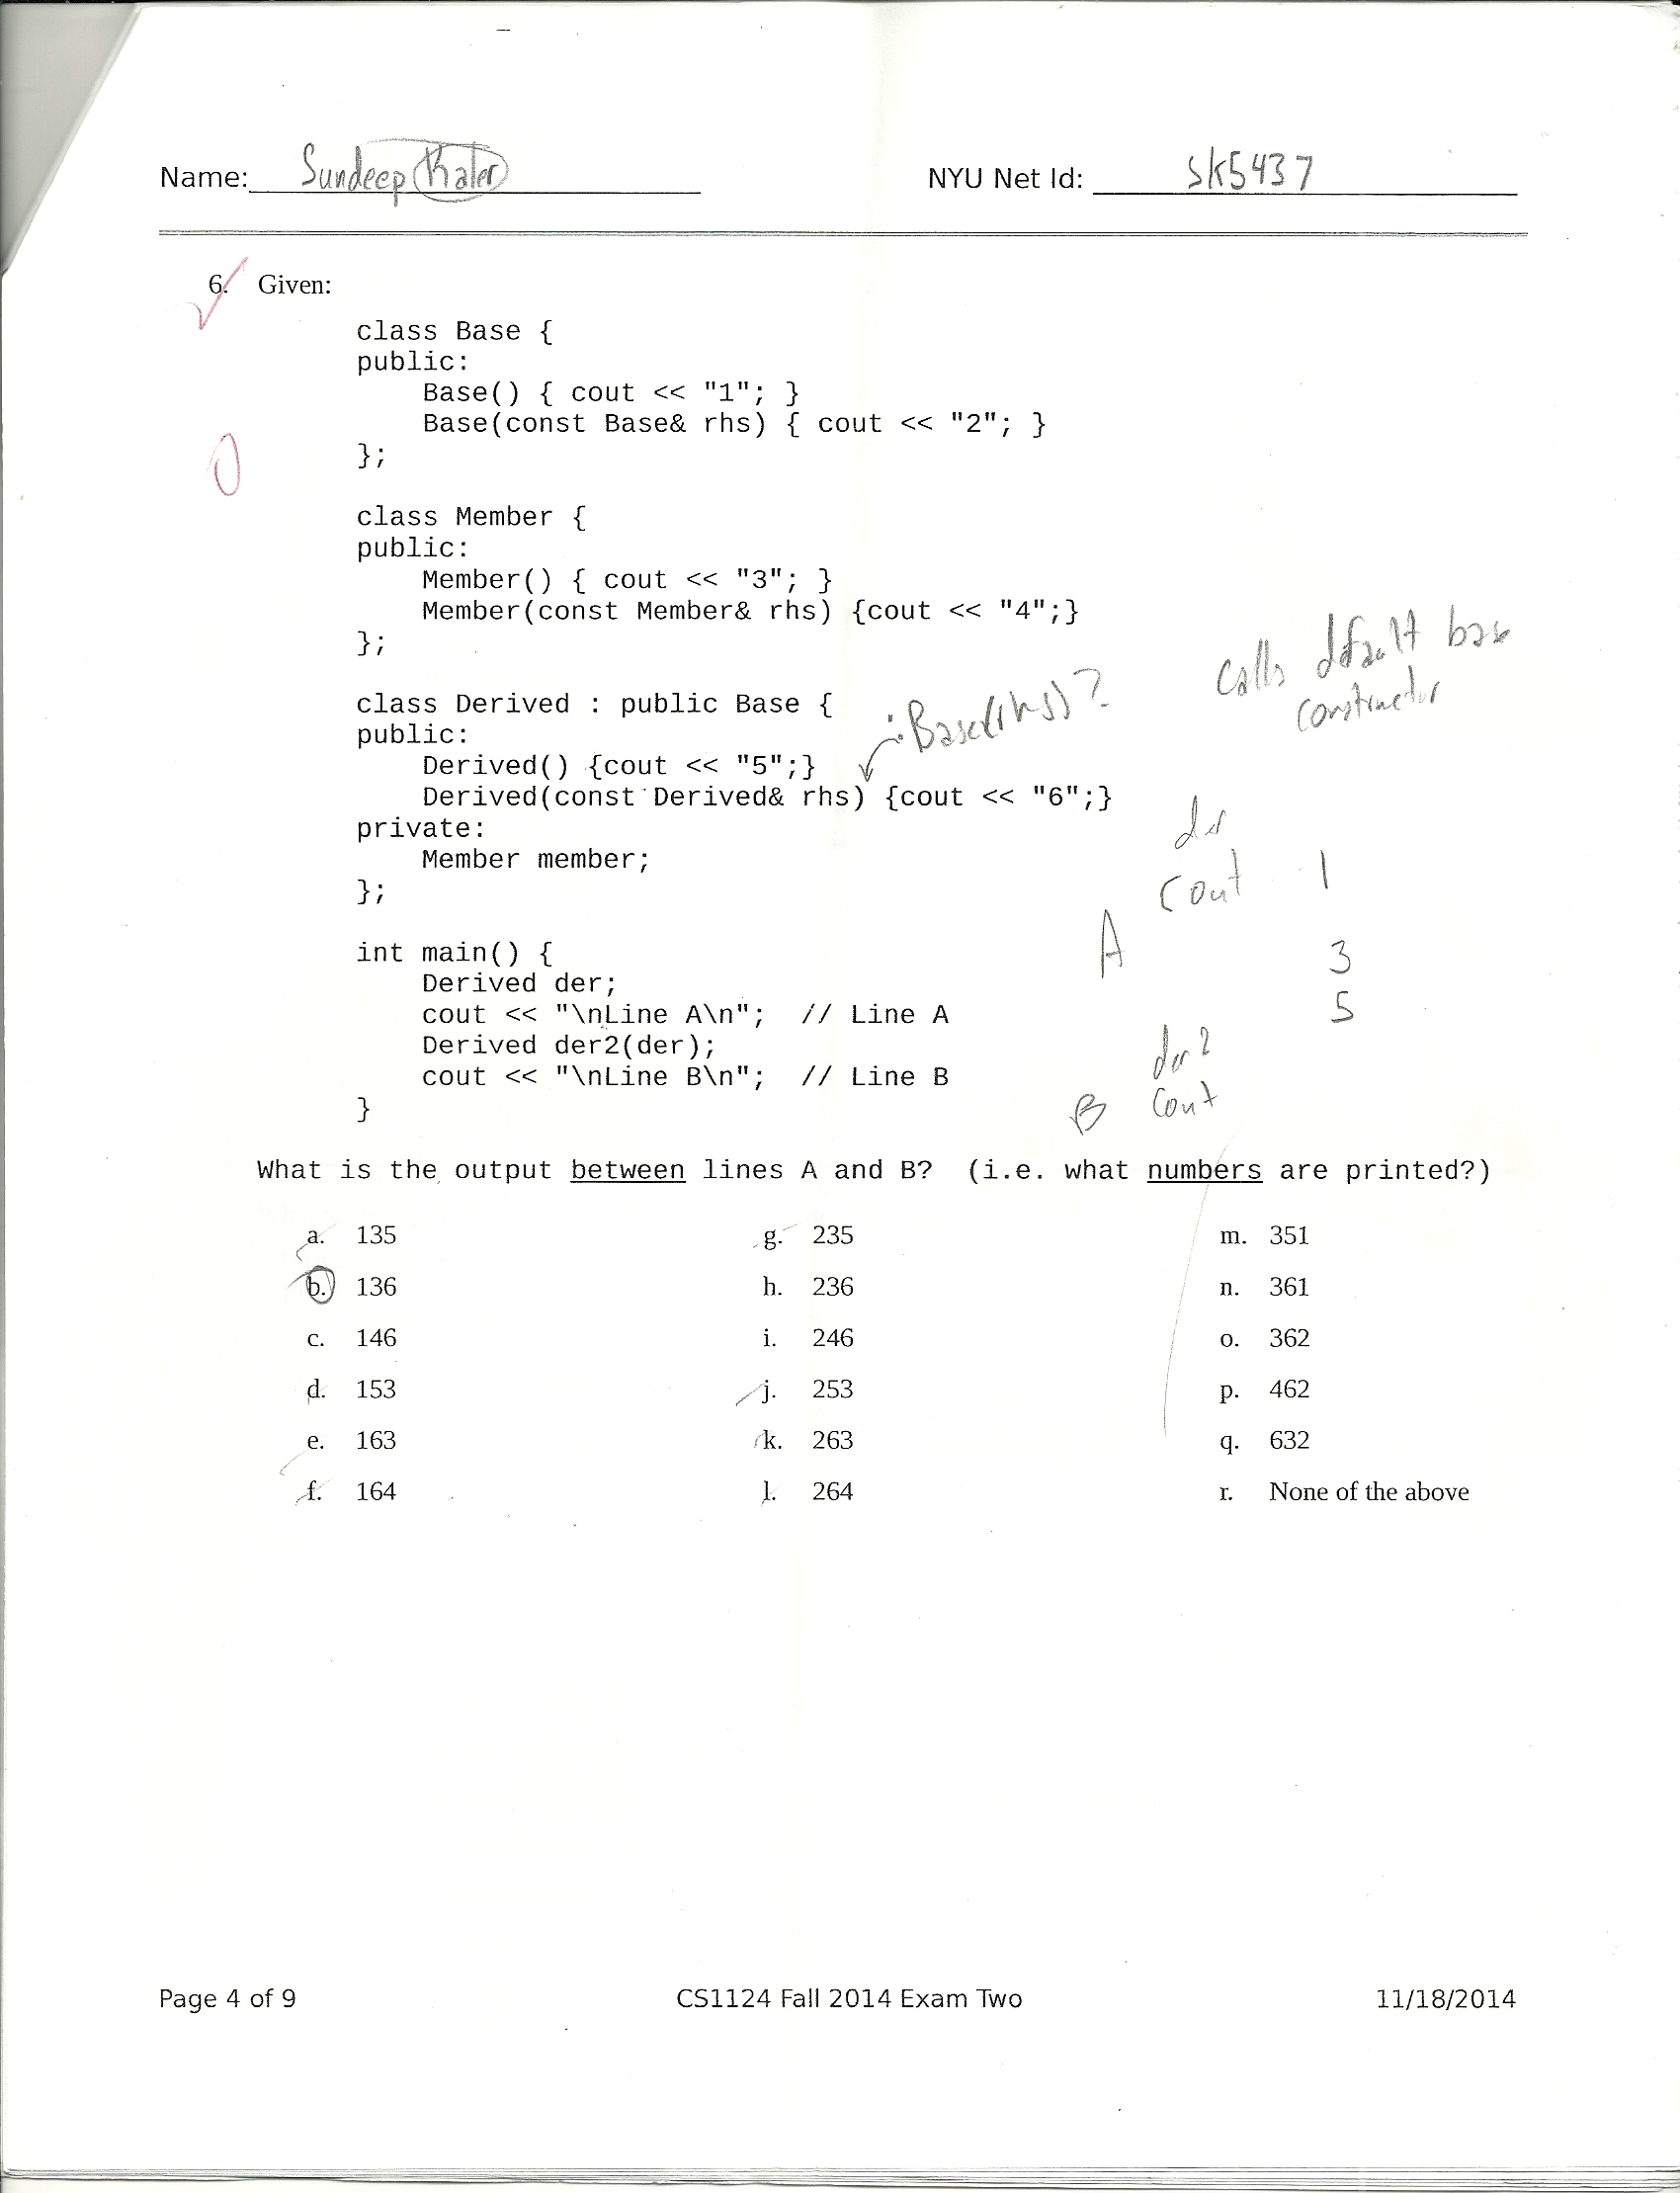 Name: Sundeep Kaler NYU Net Id: sk5437
6. Given:
class Base {
public:
    Base() { cout << "1"; }
    Base(const Base& rhs) { cout << "2"; }
};
0
class Member {
public:
    Member() { cout << "3"; }
    Member(const Member& rhs) {cout << "4";}
};
calls dfault base
constructor
class Derived : public Base {
:Base(rhs)?
public:
    Derived() {cout << "5";}
    Derived(const Derived& rhs) {cout << "6";}
private:
    Member member;
};
der
cout 1
A
3
5
int main() {
    Derived der;
    cout << "\nLine A\n";  // Line A
    Derived der2(der);
    cout << "\nLine B\n";  // Line B
}
der2
B cout
What is the output between lines A and B? (i.e. what numbers are printed?)
a. 135 g. 235 m. 351
b. 136 h. 236 n. 361
c. 146 i. 246 o. 362
d. 153 j. 253 p. 462
e. 163 k. 263 q. 632
f. 164 l. 264 r. None of the above
Page 4 of 9 CS1124 Fall 2014 Exam Two 11/18/2014